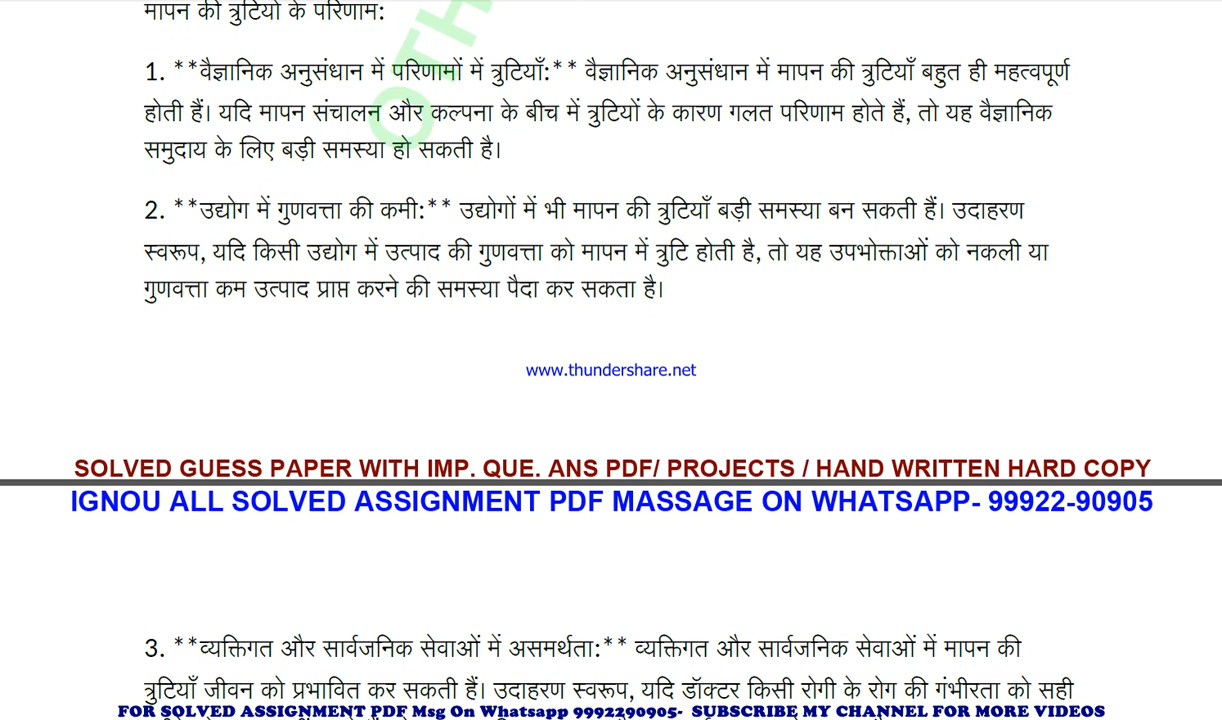 मापन की त्रुटियों के परिणाम:
OTH
1. **वैज्ञानिक अनुसंधान में परिणामों में त्रुटियाँ:** वैज्ञानिक अनुसंधान में मापन की त्रुटियाँ बहुत ही महत्वपूर्ण
होती हैं। यदि मापन संचालन और कल्पना के बीच में त्रुटियों के कारण गलत परिणाम होते हैं, तो यह वैज्ञानिक
समुदाय के लिए बड़ी समस्या हो सकती है।
2. **उद्योग में गुणवत्ता की कमी:** उद्योगों में भी मापन की त्रुटियाँ बड़ी समस्या बन सकती हैं। उदाहरण
स्वरूप, यदि किसी उद्योग में उत्पाद की गुणवत्ता को मापन में त्रुटि होती है, तो यह उपभोक्ताओं को नकली या
गुणवत्ता कम उत्पाद प्राप्त करने की समस्या पैदा कर सकता है।
www.thundershare.net
SOLVED GUESS PAPER WITH IMP. QUE. ANS PDF/ PROJECTS / HAND WRITTEN HARD COPY
IGNOU ALL SOLVED ASSIGNMENT PDF MASSAGE ON WHATSAPP- 99922-90905
3. **व्यक्तिगत और सार्वजनिक सेवाओं में असमर्थता:** व्यक्तिगत और सार्वजनिक सेवाओं में मापन की
त्रुटियाँ जीवन को प्रभावित कर सकती हैं। उदाहरण स्वरूप, यदि डॉक्टर किसी रोगी के रोग की गंभीरता को सही
FOR SOLVED ASSIGNMENT PDF Msg On Whatsapp 9992290905- SUBSCRIBE MY CHANNEL FOR MORE VIDEOS